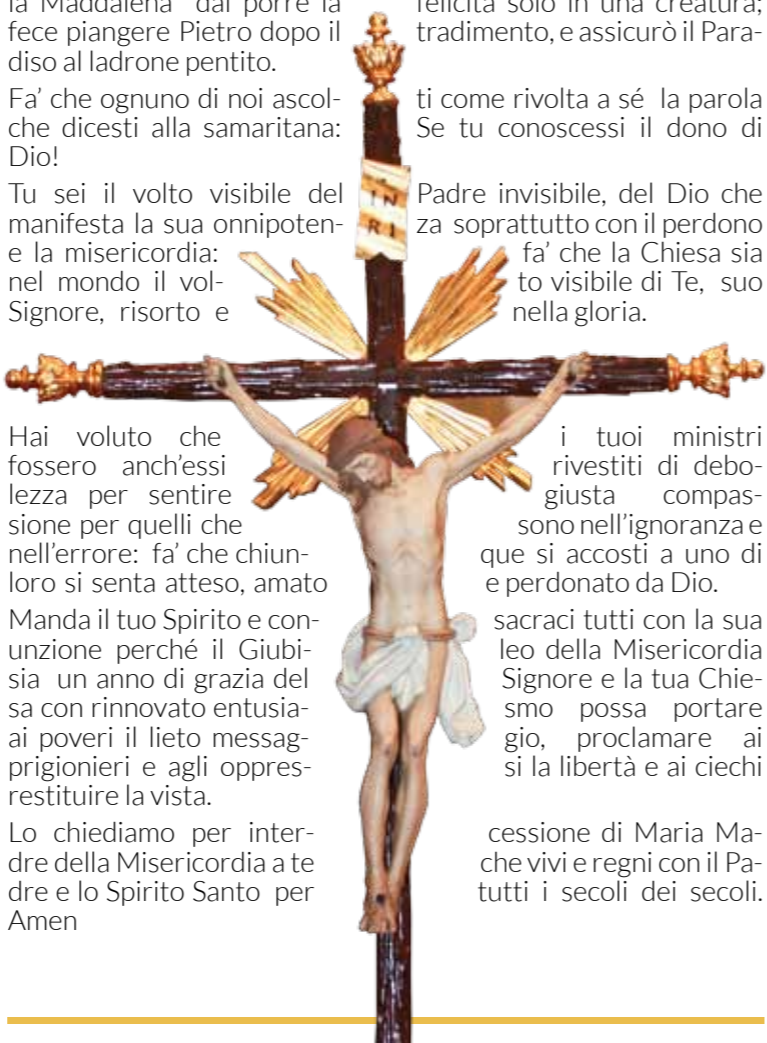 la Maddalena dal porre la felicità solo in una creatura;
fece piangere Pietro dopo il tradimento, e assicurò il Para-
diso al ladrone pentito.
Fa' che ognuno di noi ascol- ti come rivolta a sé la parola
che dicesti alla samaritana: Se tu conoscessi il dono di
Dio!
Tu sei il volto visibile del Padre invisibile, del Dio che
manifesta la sua onnipoten- za soprattutto con il perdono
e la misericordia: fa' che la Chiesa sia
nel mondo il vol- to visibile di Te, suo
Signore, risorto e nella gloria.
IN
RI
Hai voluto che i tuoi ministri
fossero anch'essi rivestiti di debo-
lezza per sentire giusta compas-
sione per quelli che sono nell'ignoranza e
nell'errore: fa' che chiun- que si accosti a uno di
loro si senta atteso, amato e perdonato da Dio.
Manda il tuo Spirito e con- sacraci tutti con la sua
unzione perché il Giubi- leo della Misericordia
sia un anno di grazia del Signore e la tua Chie-
sa con rinnovato entusia- smo possa portare
ai poveri il lieto messag- gio, proclamare ai
prigionieri e agli oppres- si la libertà e ai ciechi
restituire la vista.
Lo chiediamo per inter- cessione di Maria Ma-
dre della Misericordia a te che vivi e regni con il Pa-
dre e lo Spirito Santo per tutti i secoli dei secoli.
Amen